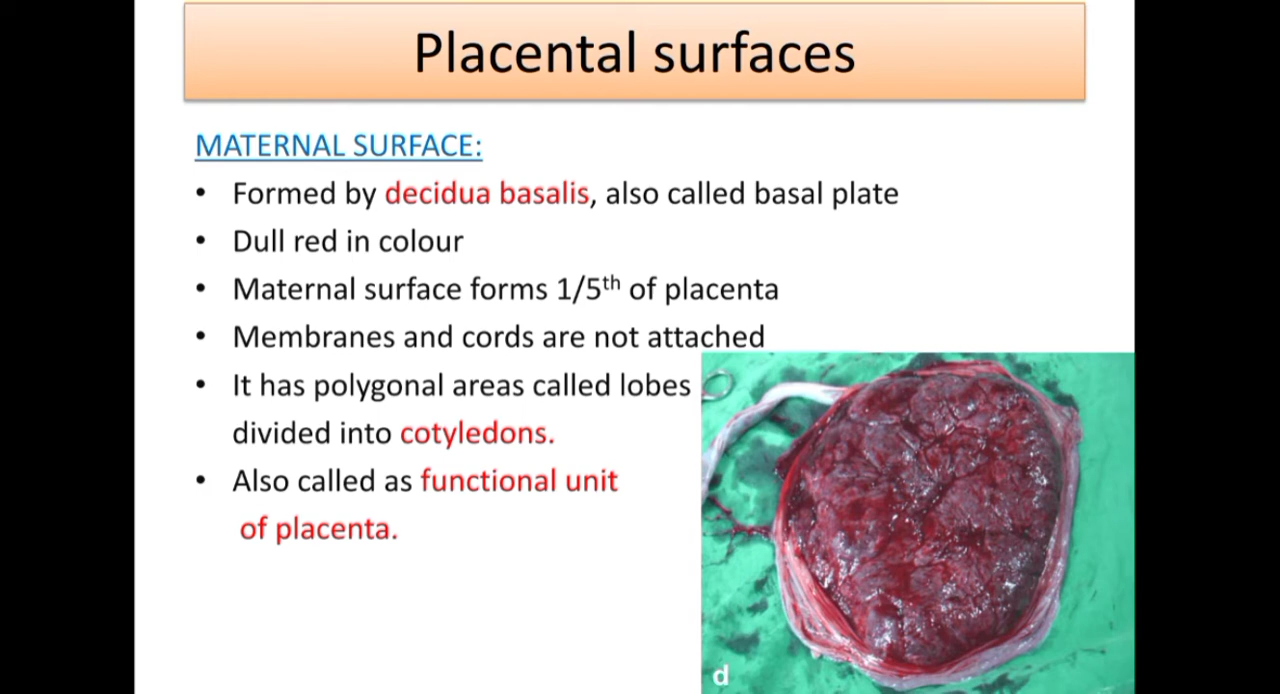 Placental surfaces
MATERNAL SURFACE:
• Formed by decidua basalis, also called basal plate
• Dull red in colour
• Maternal surface forms 1/5th of placenta
• Membranes and cords are not attached
• It has polygonal areas called lobes
divided into cotyledons.
• Also called as functional unit
of placenta.
d